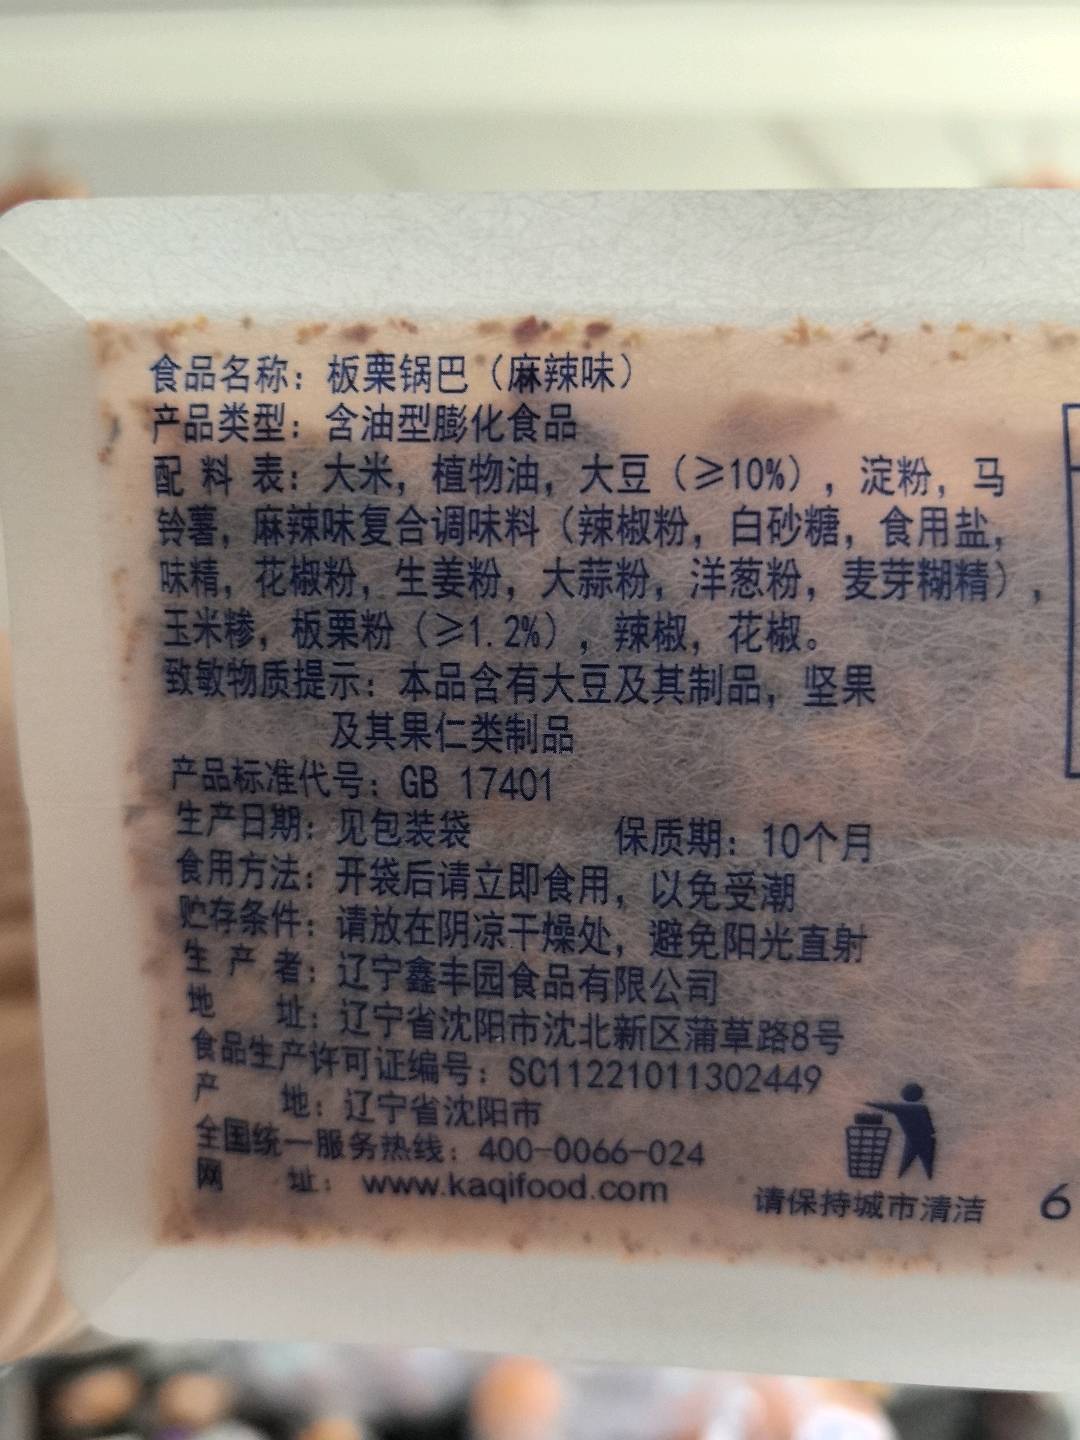 食品名称：板栗锅巴（麻辣味）
产品类型：含油型膨化食品
配料表：大米，植物油，大豆（≥10%），淀粉，马
铃薯，麻辣味复合调味料（辣椒粉，白砂糖，食用盐，
味精，花椒粉，生姜粉，大蒜粉，洋葱粉，麦芽糊精），
玉米糁，板栗粉（≥1.2%），辣椒，花椒。
致敏物质提示：本品含有大豆及其制品，坚果
及其果仁类制品
产品标准代号：GB 17401
生产日期：见包装袋 保质期：10个月
食用方法：开袋后请立即食用，以免受潮
贮存条件：请放在阴凉干燥处，避免阳光直射
生产者：辽宁鑫丰园食品有限公司
地址：辽宁省沈阳市沈北新区蒲草路8号
食品生产许可证编号：SC11221011302449
产地：辽宁省沈阳市
全国统一服务热线：400-0066-024
网址：www.kaqifood.com
请保持城市清洁
6